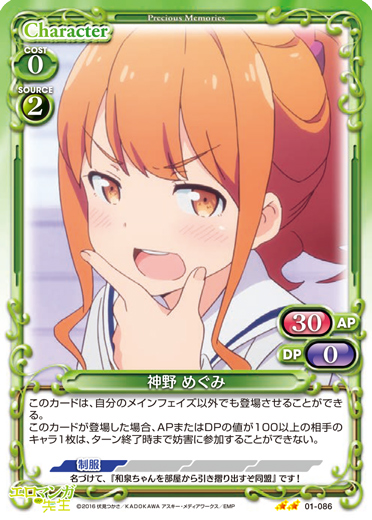 Precious Memories
Character
COST
0
SOURCE
2
30 AP
DP 0
神野 めぐみ
このカードは、自分のメインフェイズ以外でも登場させることができ
る。
このカードが登場した場合、APまたはDPの値が100以上の相手の
キャラ1枚は、ターン終了時まで妨害に参加することができない。
制服
名づけて、『和泉ちゃんを部屋から引き摺り出すぞ同盟』です!
エロマンガ
先生
01-086
©2016 伏見つかさ/KADOKAWA アスキー・メディアワークス/EMP